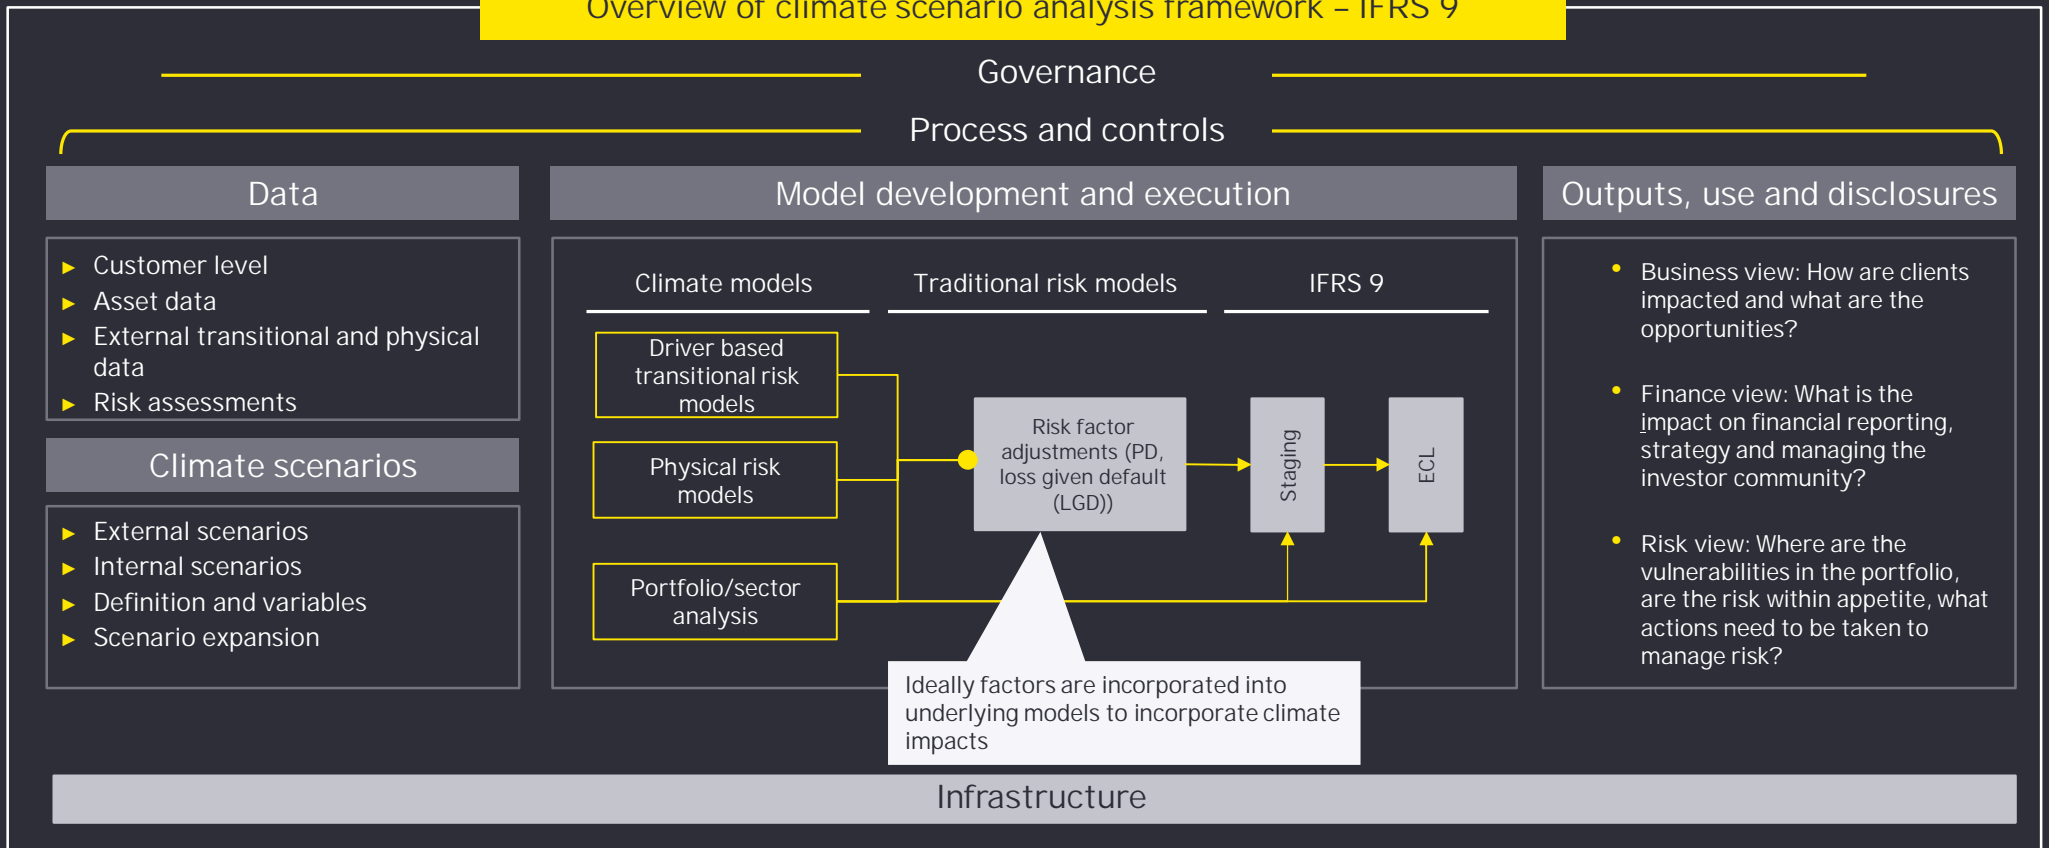 Overview of climate scenario analysis framework – IFRS 9
Governance
Process and controls
Data
► Customer level
► Asset data
► External transitional and physical
data
► Risk assessments
Climate scenarios
► External scenarios
► Internal scenarios
► Definition and variables
► Scenario expansion
Model development and execution
Climate models
Traditional risk models
IFRS 9
Driver based
transitional risk
models
Physical risk
models
Portfolio/sector
analysis
Risk factor
adjustments (PD,
loss given default
(LGD))
Staging
ECL
Ideally factors are incorporated into
underlying models to incorporate climate
impacts
Outputs, use and disclosures
• Business view: How are clients
impacted and what are the
opportunities?
• Finance view: What is the
impact on financial reporting,
strategy and managing the
investor community?
• Risk view: Where are the
vulnerabilities in the portfolio,
are the risk within appetite, what
actions need to be taken to
manage risk?
Infrastructure